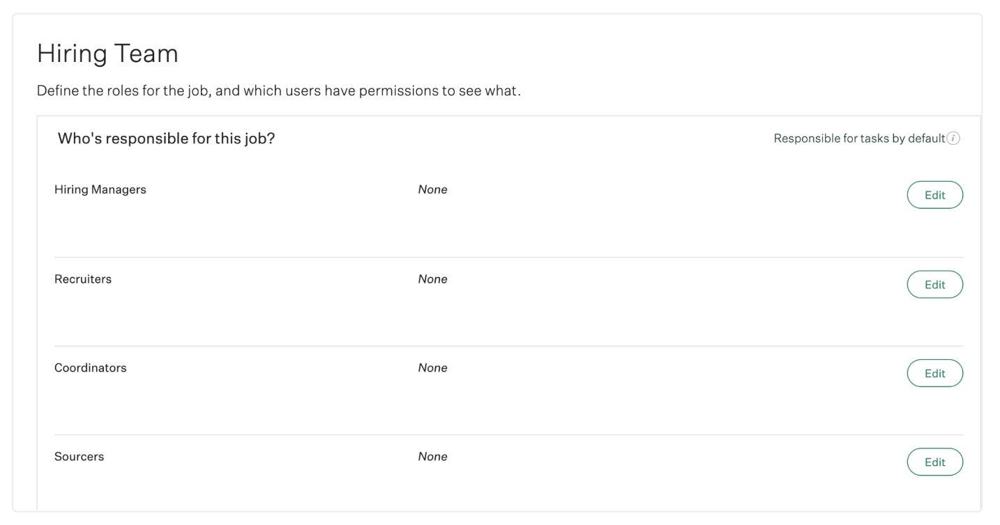 Hiring Team
Define the roles for the job, and which users have permissions to see what.
Who's responsible for this job?
Responsible for tasks by default i
Hiring Managers
None
Edit
Recruiters
None
Edit
Coordinators
None
Edit
Sourcers
None
Edit